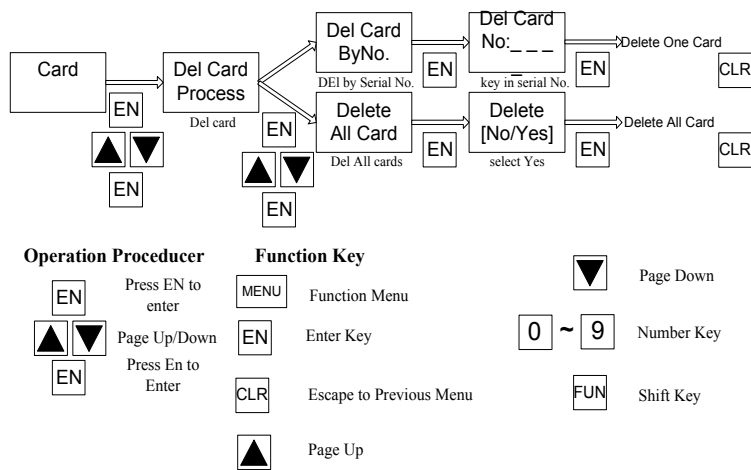 Card
EN
EN
Del Card
Process
Del card
EN
EN
Del Card
ByNo.
DEl by Serial No.
EN
Del Card
No:_ _ _
_
key in serial No.
EN
Delete One Card
CLR
Delete
All Card
Del All cards
EN
Delete
[No/Yes]
select Yes
EN
Delete All Card
CLR
Operation Proceducer
EN
Press EN to
enter
Page Up/Down
EN
Press En to
Enter
Function Key
MENU
Function Menu
EN
Enter Key
CLR
Escape to Previous Menu
Page Up
Page Down
0 ~ 9
Number Key
FUN
Shift Key